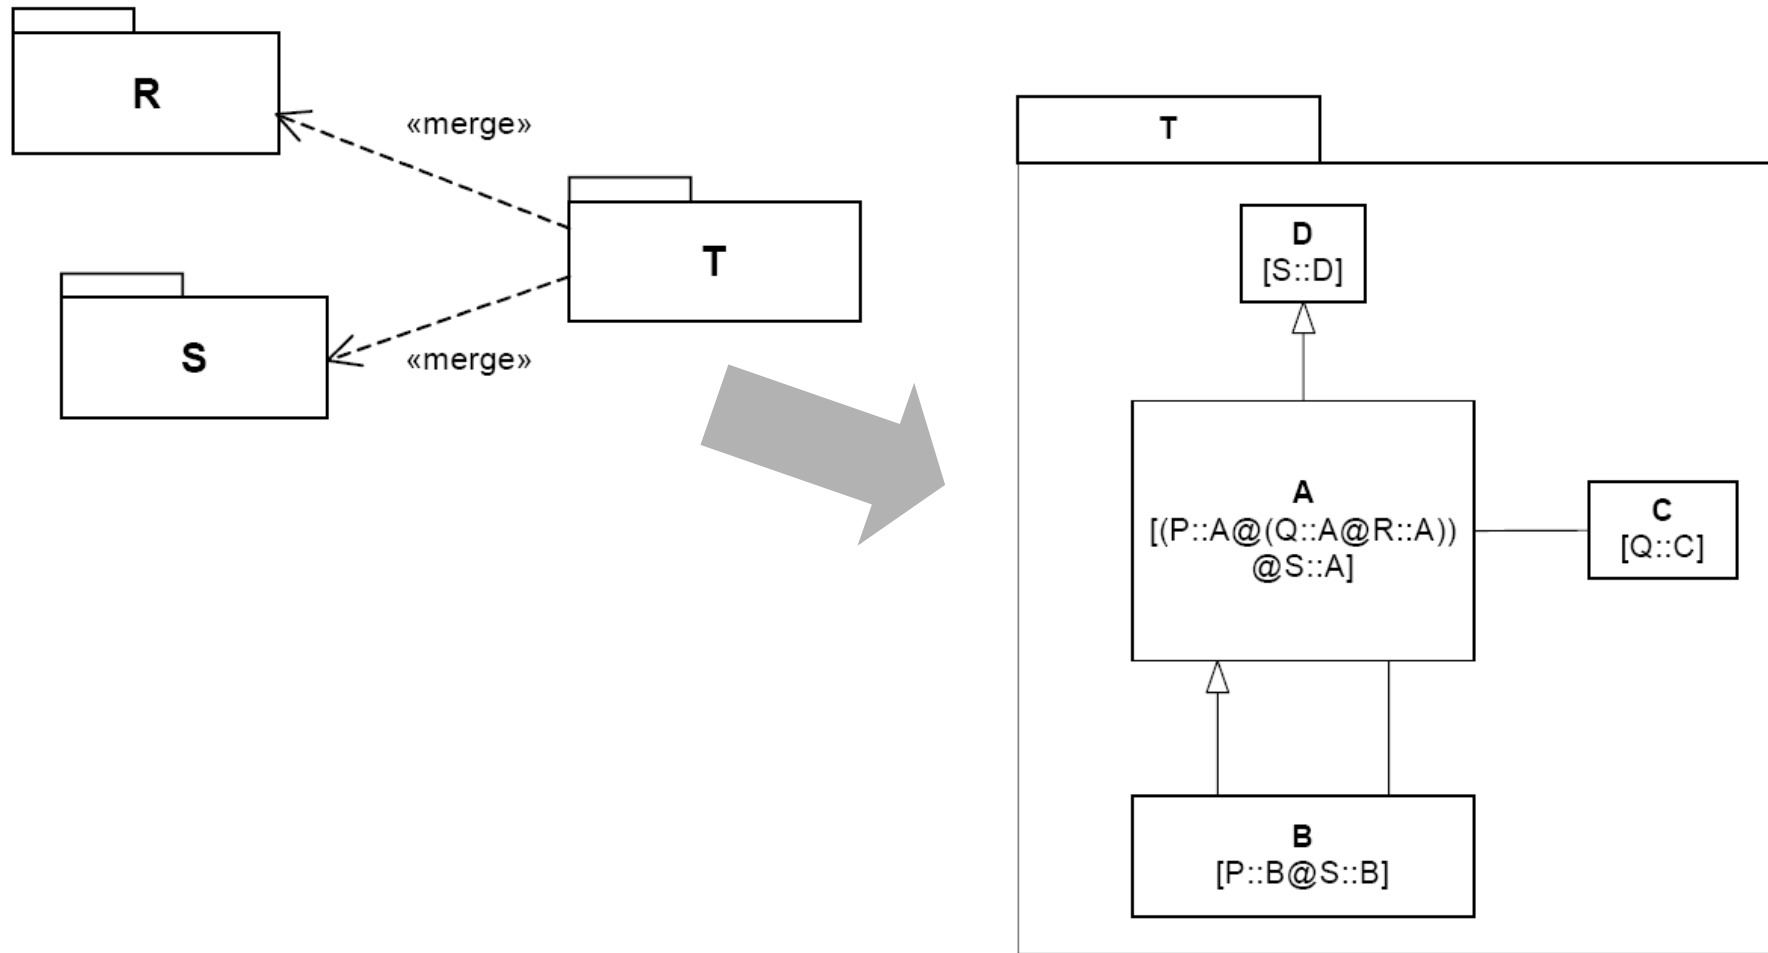 R
«merge»
T
S
«merge»
T
D
[S::D]
A
[(P::A@(Q::A@R::A))
@S::A]
C
[Q::C]
B
[P::B@S::B]